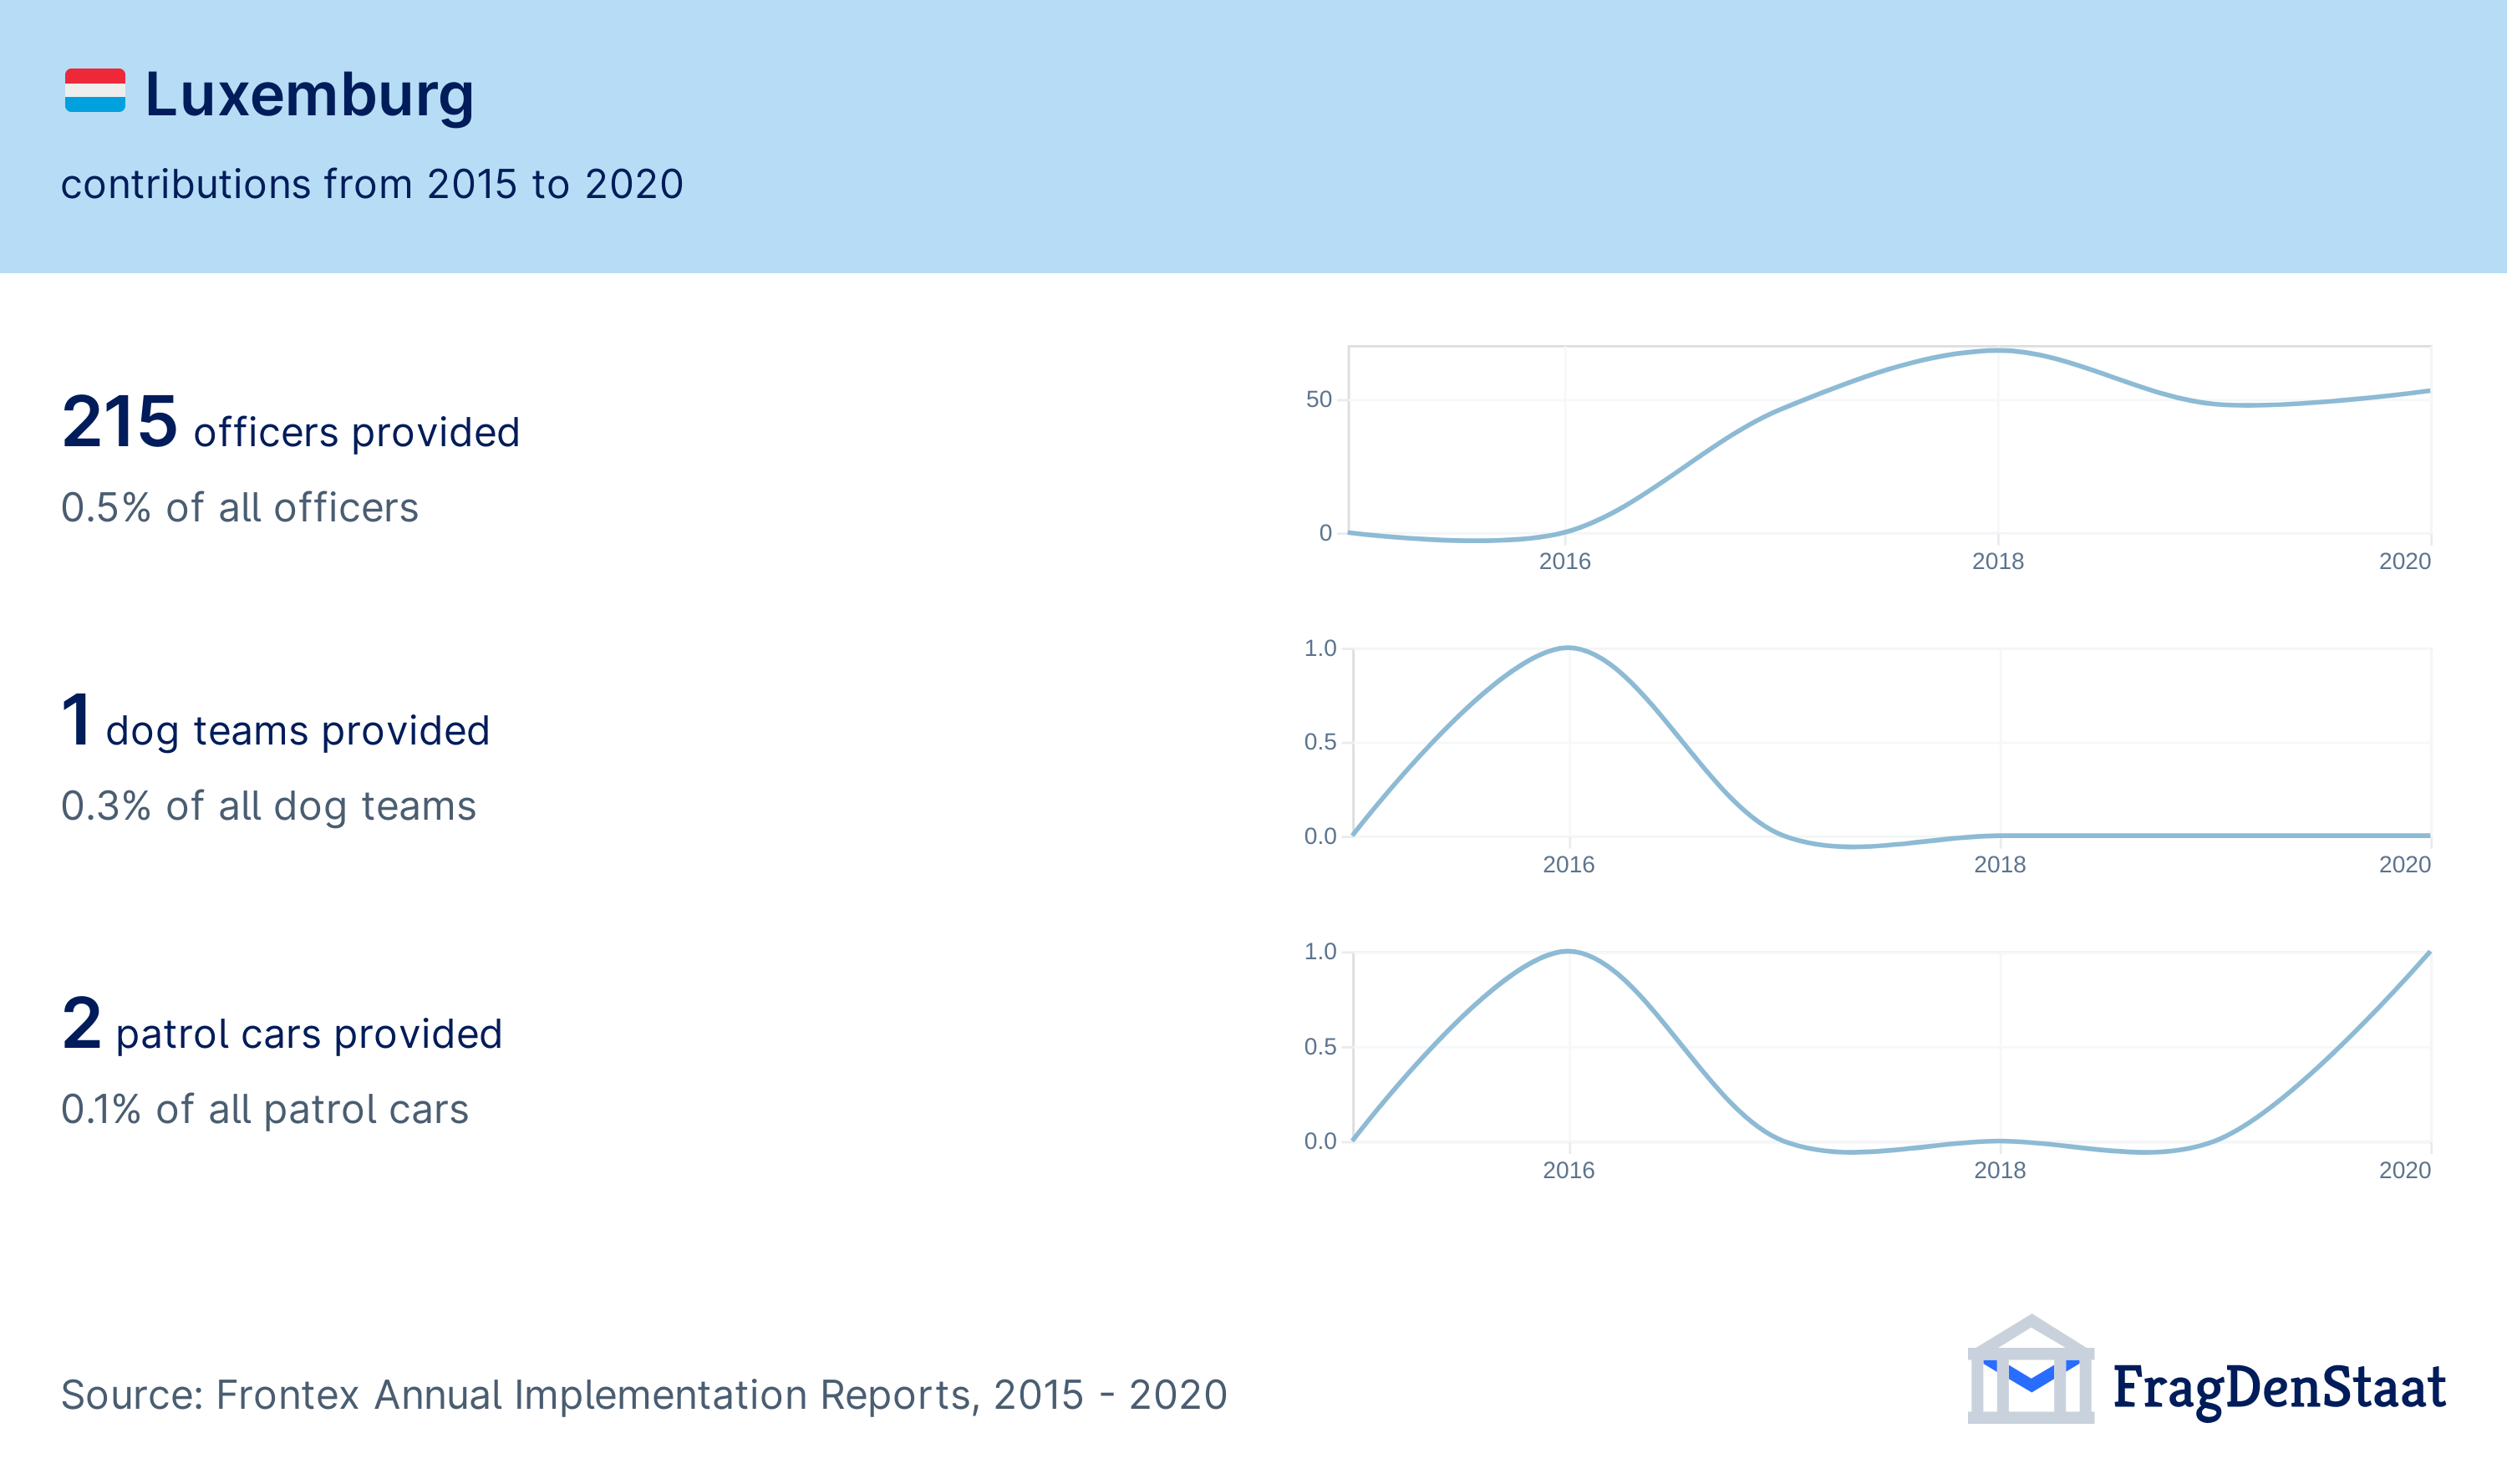 Luxemburg
contributions from 2015 to 2020
215 officers provided
0.5% of all officers
50
0
2016 2018 2020
1 dog teams provided
0.3% of all dog teams
1.0
0.5
0.0
2016 2018 2020
2 patrol cars provided
0.1% of all patrol cars
1.0
0.5
0.0
2016 2018 2020
Source: Frontex Annual Implementation Reports, 2015 - 2020
FragDenStaat